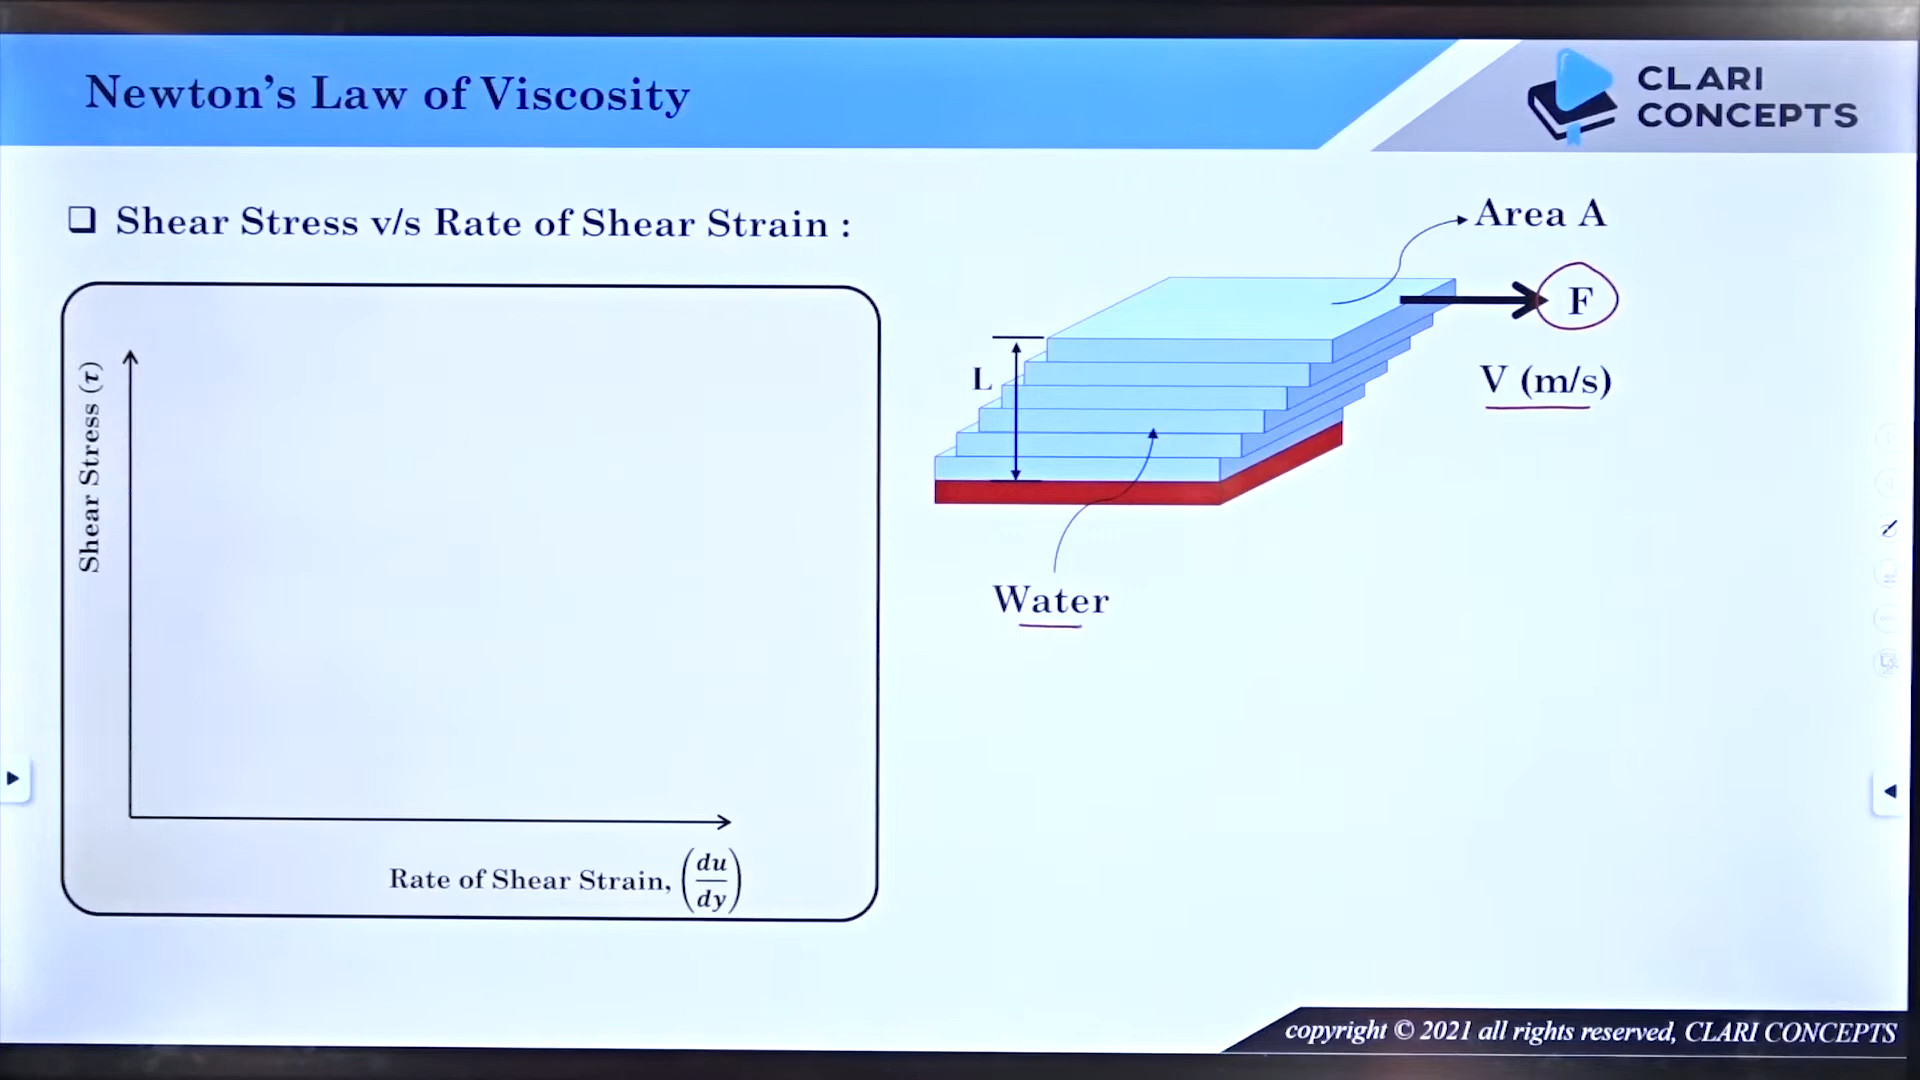 Newton's Law of Viscosity
CLARI
CONCEPTS
❑ Shear Stress v/s Rate of Shear Strain :
Area A
F
L
V (m/s)
Water
Shear Stress (τ)
Rate of Shear Strain, (du/dy)
copyright © 2021 all rights reserved, CLARI CONCEPTS